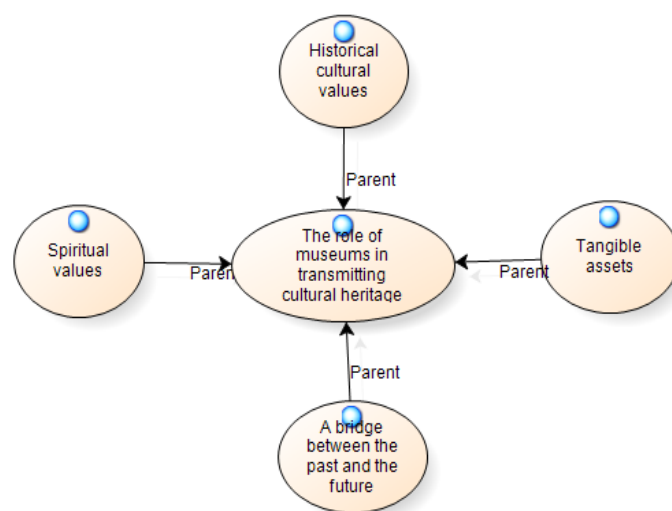 Historical
cultural
values
Parent
Spiritual
values
Parent
The role of
museums in
transmitting
cultural heritage
Parent
Tangible
assets
Parent
A bridge
between the
past and the
future